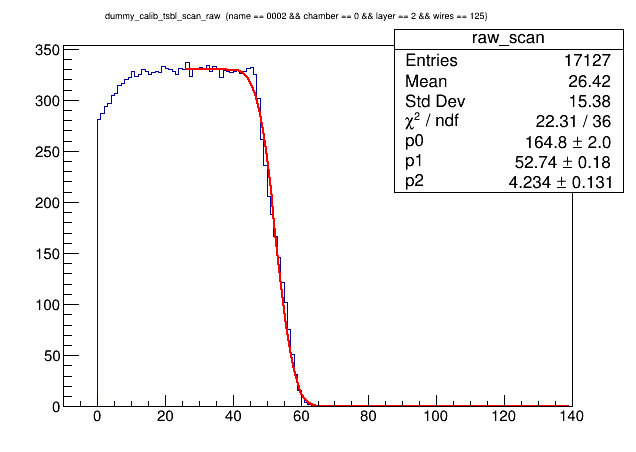 dummy_calib_tsbl_scan_raw (name == 0002 && chamber == 0 && layer == 2 && wires == 125)
raw_scan
Entries 17127
Mean 26.42
Std Dev 15.38
χ² / ndf 22.31 / 36
p0 164.8 ± 2.0
p1 52.74 ± 0.18
p2 4.234 ± 0.131
350
300
250
200
150
100
50
0
0 20 40 60 80 100 120 140